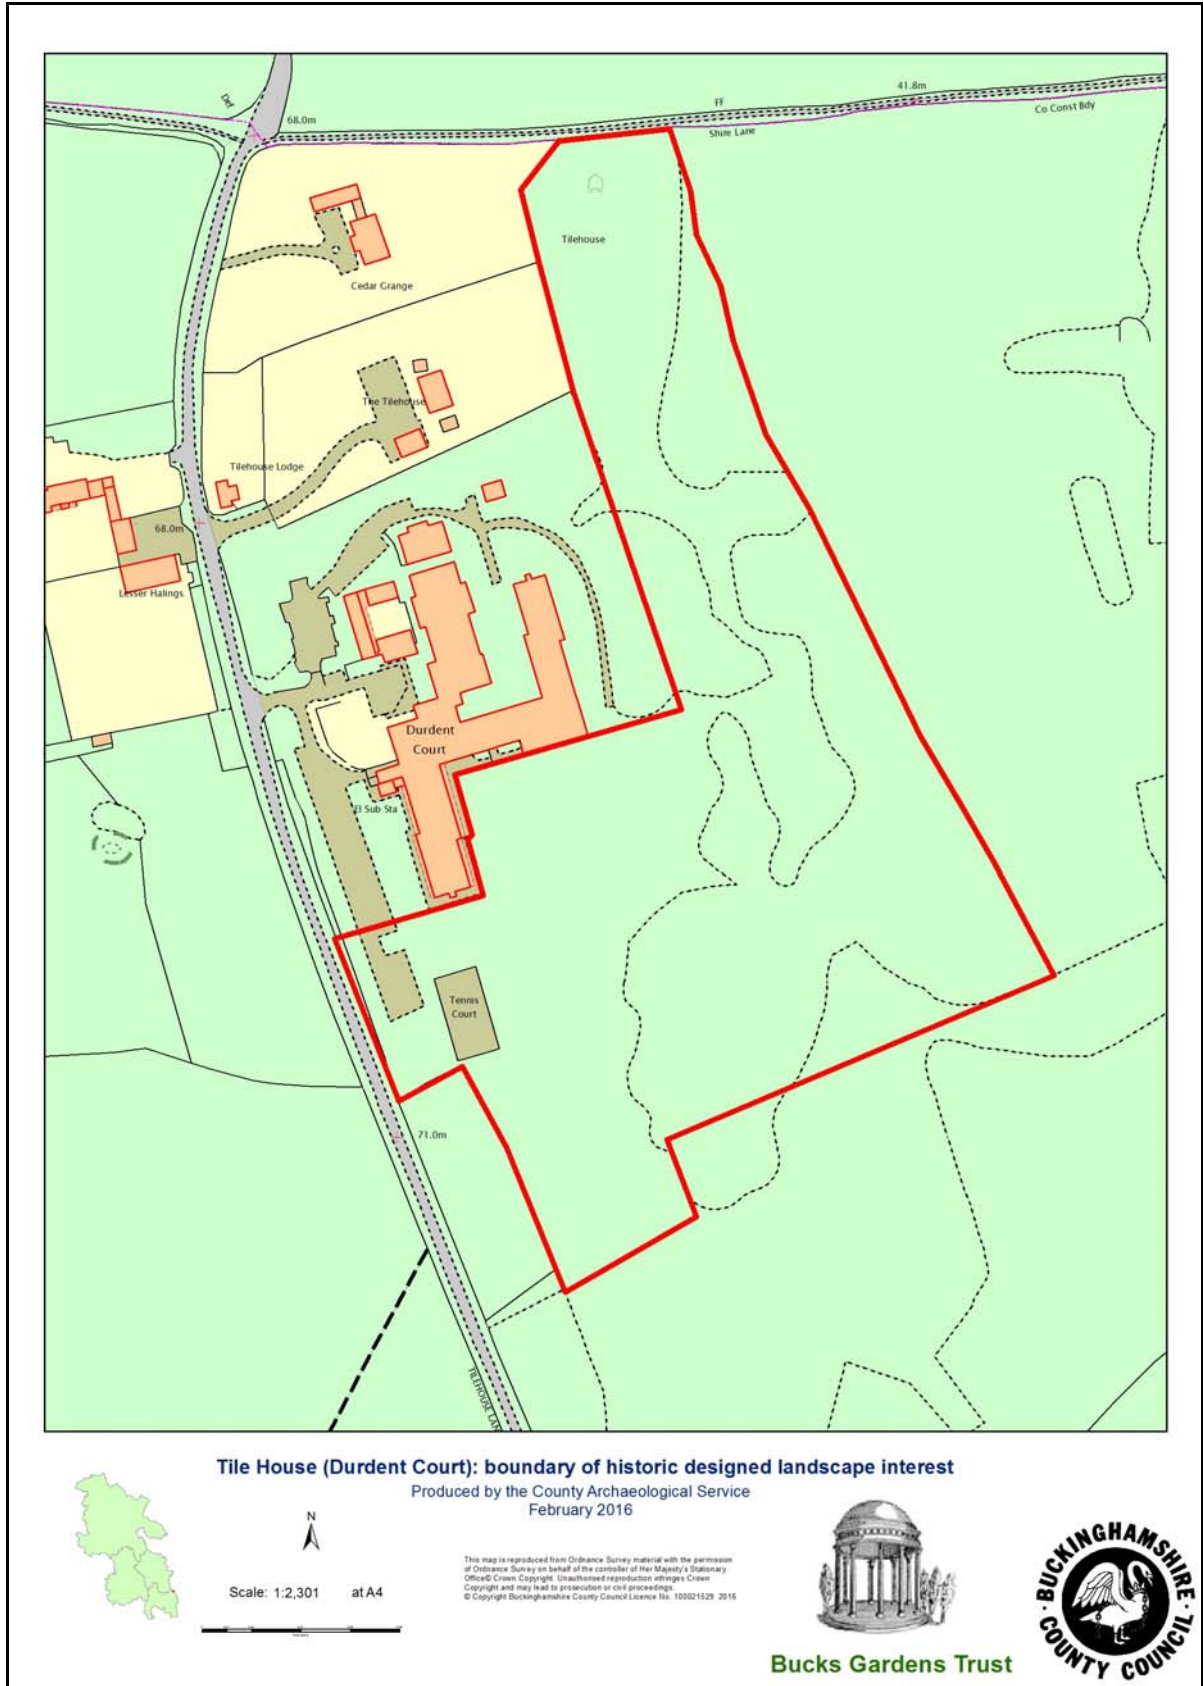 Def
68.0m
FF
41.8m
Shire Lane
Co Const Bdy
Tilehouse
Cedar Grange
The Tilehouse
Tilehouse Lodge
68.0m
Lesser Halings
Durdent
Court
El Sub Sta
Tennis
Court
71.0m
TILEHOUSE LAN
Tile House (Durdent Court): boundary of historic designed landscape interest
Produced by the County Archaeological Service
February 2016
N
Scale: 1:2,301 at A4
This map is reproduced from Ordnance Survey material with the permission
of Ordnance Survey on behalf of the controller of Her Majesty's Stationary
Office© Crown Copyright. Unauthorised reproduction infringes Crown
Copyright and may lead to prosecution or civil proceedings.
© Copyright Buckinghamshire County Council Licence No. 100021529 2016
Bucks Gardens Trust
BUCKINGHAMSHIRE
COUNTY COUNCIL